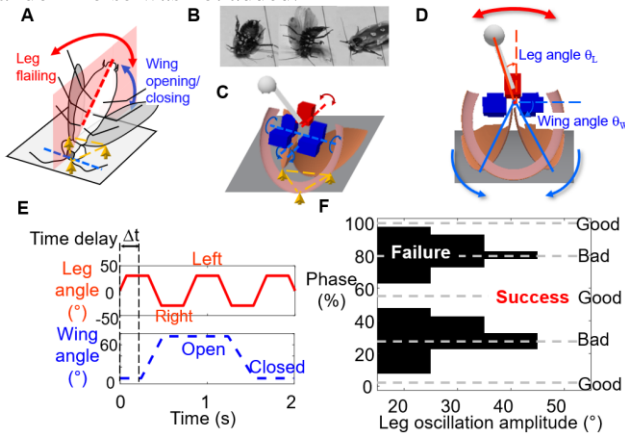 A
Leg
flailing
Wing
opening/
closing
B
C
D
Leg angle θL
Wing angle θW
E
Time delay Δt
50
Leg
angle
(°)
0
-50
Left
Right
Wing
angle
(°)
60
0
Open
Closed
0
1
2
Time (s)
F
Phase
(%)
100
80
60
40
20
0
Failure
Success
Good
Bad
Good
Bad
Good
20
30
40
50
Leg oscillation amplitude (°)